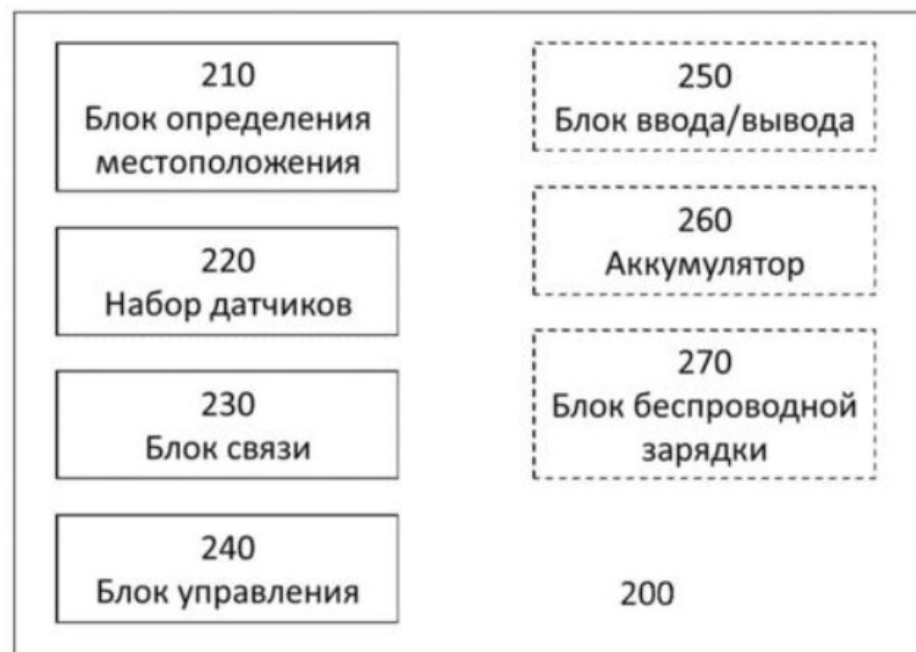 210
Блок определения
местоположения
220
Набор датчиков
230
Блок связи
240
Блок управления
250
Блок ввода/вывода
260
Аккумулятор
270
Блок беспроводной
зарядки
200